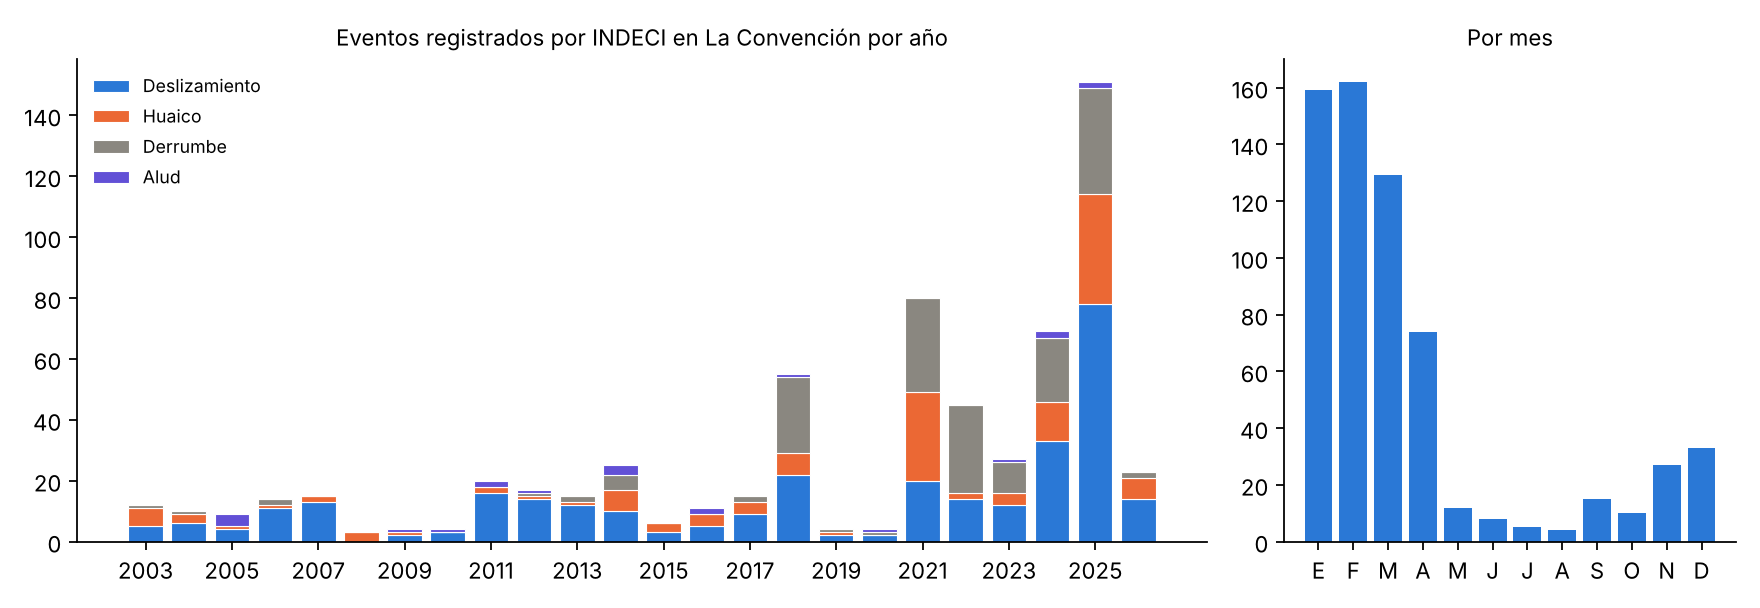 Eventos registrados por INDECI en La Convención por año
Deslizamiento
Huaico
Derrumbe
Alud
140
120
100
80
60
40
20
0
2003 2005 2007 2009 2011 2013 2015 2017 2019 2021 2023 2025
Por mes
160
140
120
100
80
60
40
20
0
E F M A M J J A S O N D